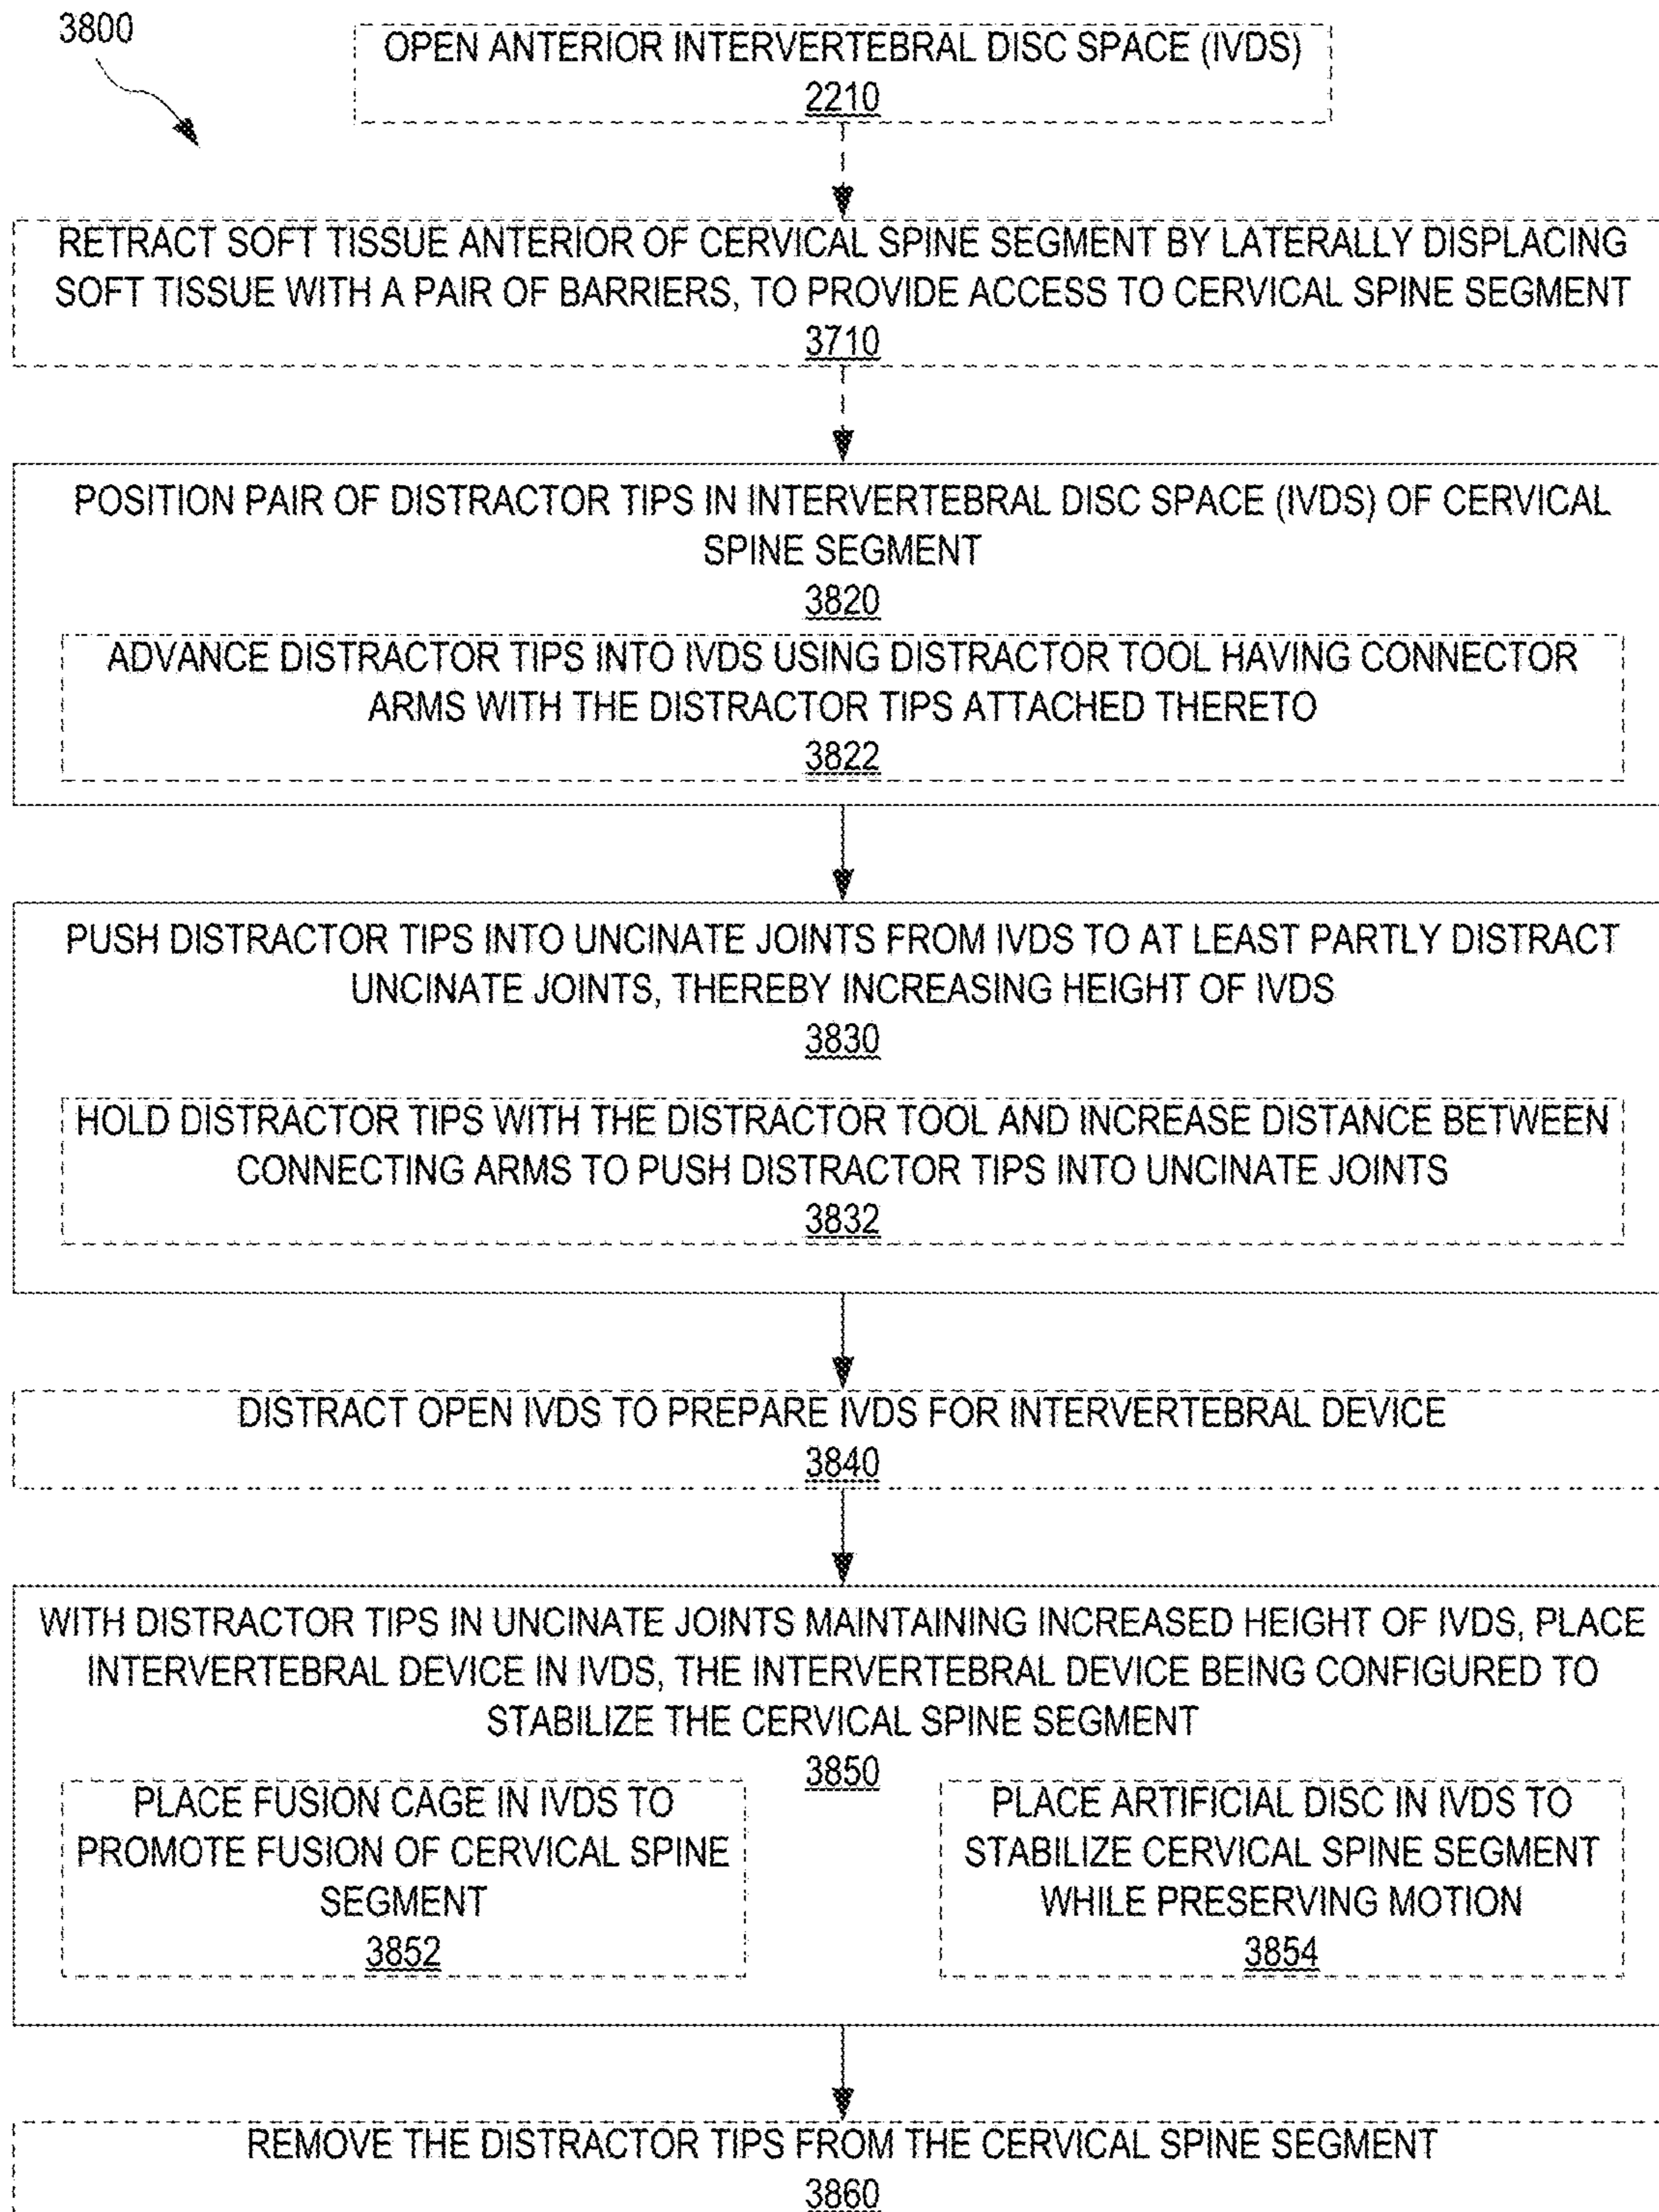 3800
OPEN ANTERIOR INTERVERTEBRAL DISC SPACE (IVDS)
2210
RETRACT SOFT TISSUE ANTERIOR OF CERVICAL SPINE SEGMENT BY LATERALLY DISPLACING
SOFT TISSUE WITH A PAIR OF BARRIERS, TO PROVIDE ACCESS TO CERVICAL SPINE SEGMENT
3710
POSITION PAIR OF DISTRACTOR TIPS IN INTERVERTEBRAL DISC SPACE (IVDS) OF CERVICAL
SPINE SEGMENT
3820
ADVANCE DISTRACTOR TIPS INTO IVDS USING DISTRACTOR TOOL HAVING CONNECTOR
ARMS WITH THE DISTRACTOR TIPS ATTACHED THERETO
3822
PUSH DISTRACTOR TIPS INTO UNCINATE JOINTS FROM IVDS TO AT LEAST PARTLY DISTRACT
UNCINATE JOINTS, THEREBY INCREASING HEIGHT OF IVDS
3830
HOLD DISTRACTOR TIPS WITH THE DISTRACTOR TOOL AND INCREASE DISTANCE BETWEEN
CONNECTING ARMS TO PUSH DISTRACTOR TIPS INTO UNCINATE JOINTS
3832
DISTRACT OPEN IVDS TO PREPARE IVDS FOR INTERVERTEBRAL DEVICE
3840
WITH DISTRACTOR TIPS IN UNCINATE JOINTS MAINTAINING INCREASED HEIGHT OF IVDS, PLACE
INTERVERTEBRAL DEVICE IN IVDS, THE INTERVERTEBRAL DEVICE BEING CONFIGURED TO
STABILIZE THE CERVICAL SPINE SEGMENT
3850
PLACE FUSION CAGE IN IVDS TO
PROMOTE FUSION OF CERVICAL SPINE
SEGMENT
3852
PLACE ARTIFICIAL DISC IN IVDS TO
STABILIZE CERVICAL SPINE SEGMENT
WHILE PRESERVING MOTION
3854
REMOVE THE DISTRACTOR TIPS FROM THE CERVICAL SPINE SEGMENT
3860